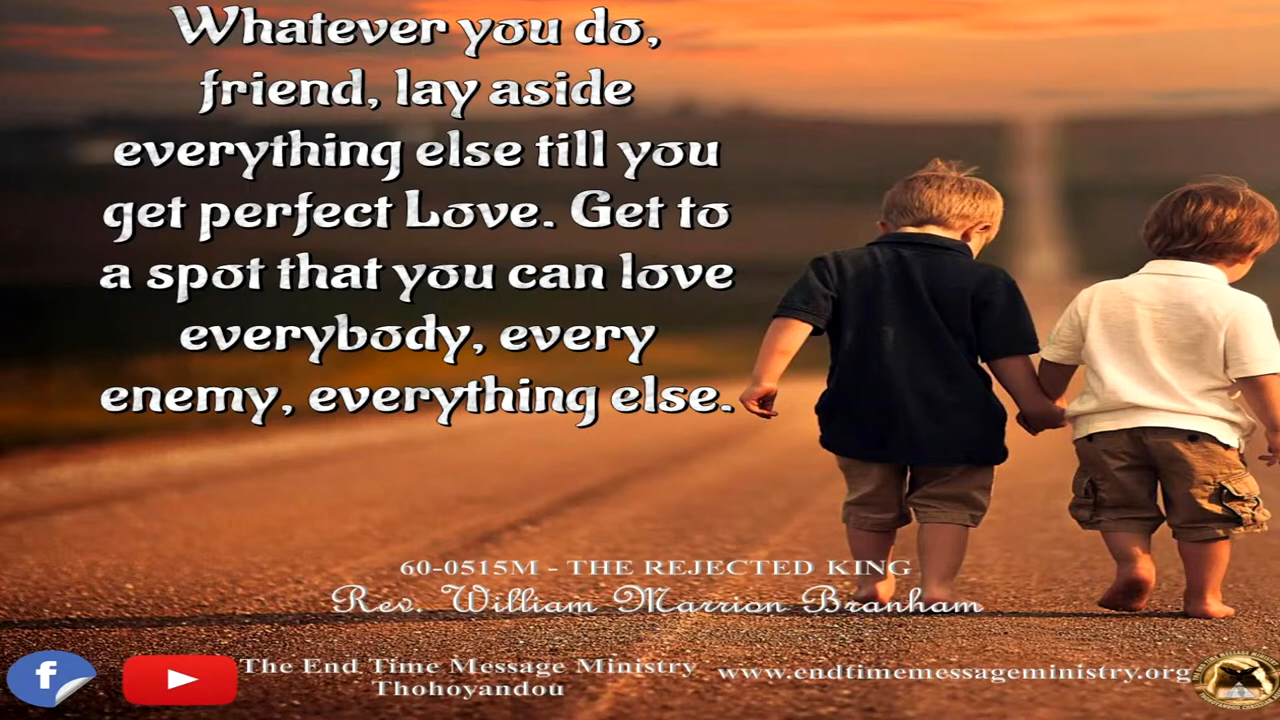 Whatever you do,
friend, lay aside
everything else till you
get perfect Love. Get to
a spot that you can love
everybody, every
enemy, everything else.
60-0515M - THE REJECTED KING
Rev. William Marrion Branham
f
The End Time Message Ministry
Thohoyandou
www.endtimemessageministry.org